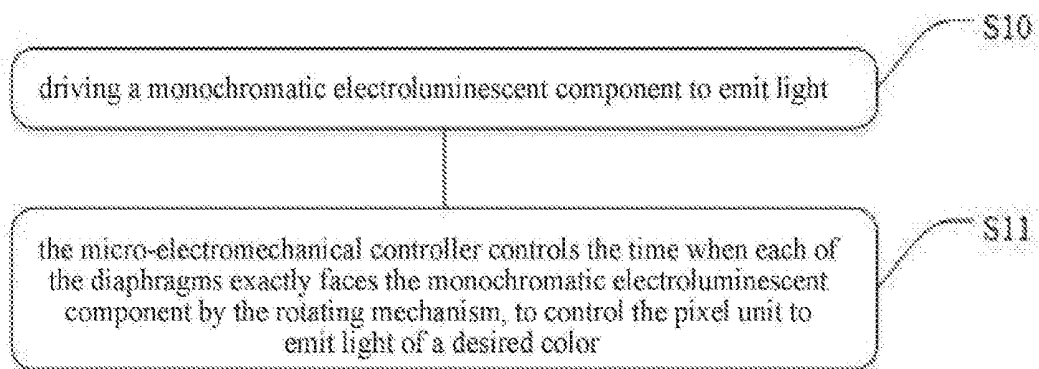 S10
driving a monochromatic electroluminescent component to emit light
S11
the micro-electromechanical controller controls the time when each of
the diaphragms exactly faces the monochromatic electroluminescent
component by the rotating mechanism, to control the pixel unit to
emit light of a desired color